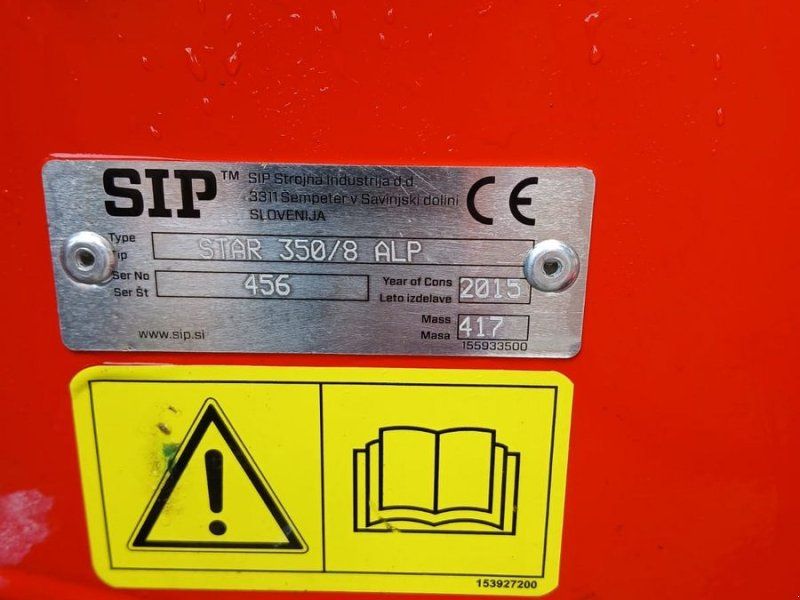 SIP™ SIP Strojna Industrija d.d.
3311 Šempeter v Savinjski dolini
SLOVENIJA
CE
Type
Tip
STAR 350/8 ALP
Ser No
Ser Št
456
Year of Cons
Leto izdelave
2015
Mass
Masa
417
www.sip.si
155933500
153927200